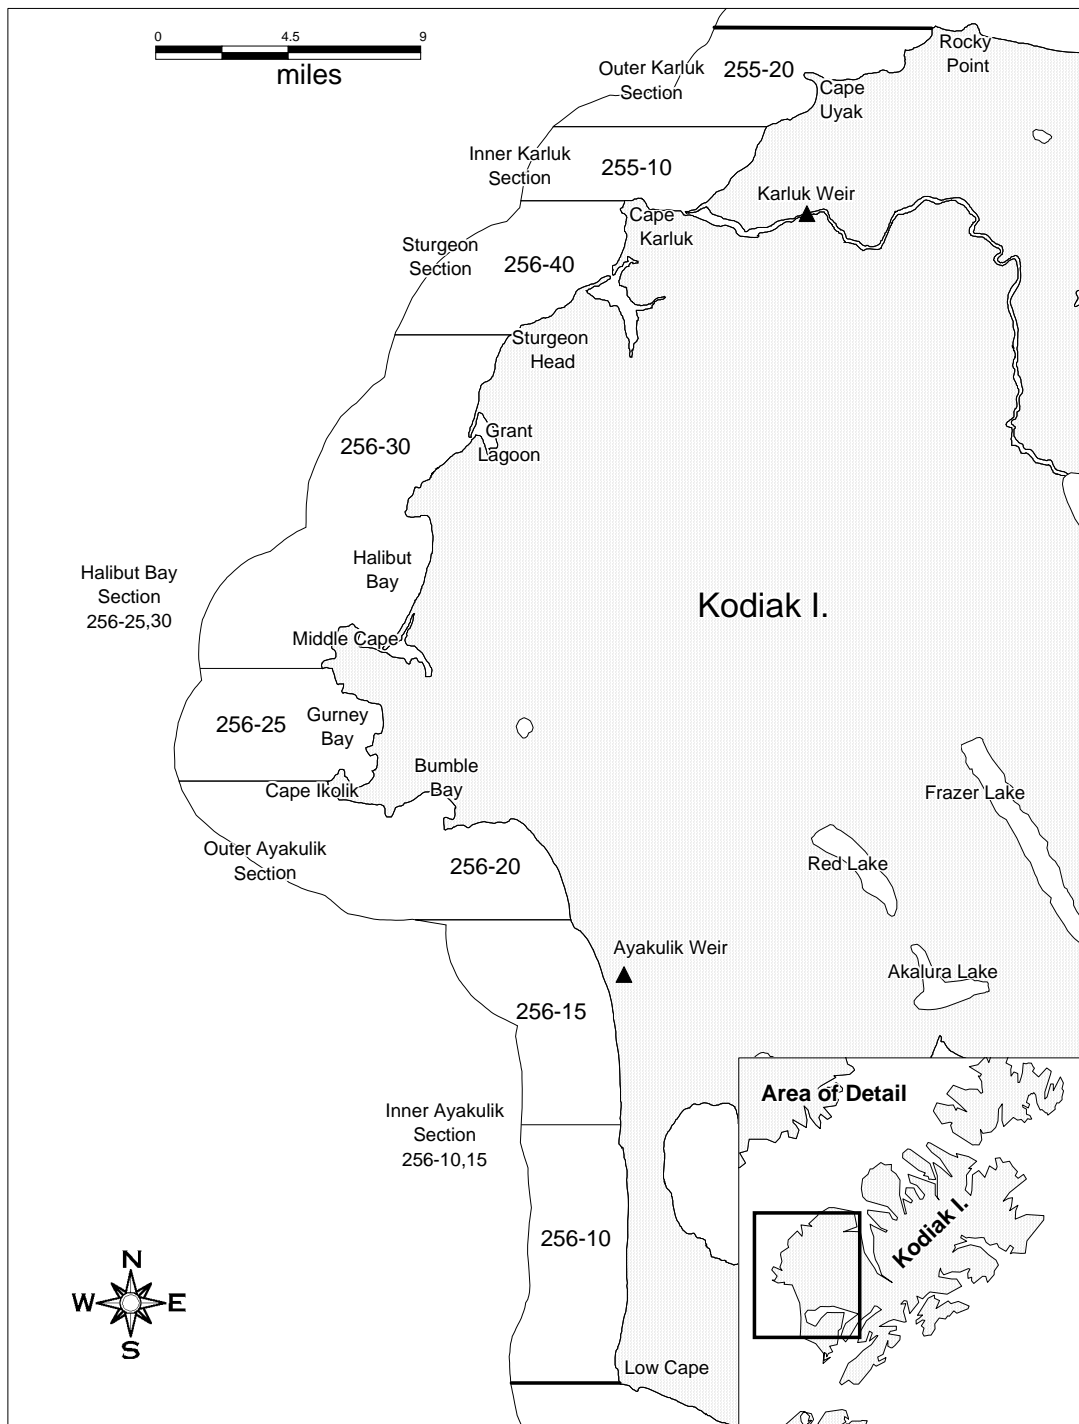 0 4.5 9
miles
Rocky
Point
Outer Karluk
Section
255-20
Cape
Uyak
Inner Karluk
Section
255-10
Karluk Weir
Cape
Karluk
Sturgeon
Section
256-40
Sturgeon
Head
256-30
Grant
Lagoon
Halibut
Bay
Halibut Bay
Section
256-25,30
Kodiak I.
Middle Cape
256-25
Gurney
Bay
Bumble
Bay
Cape Ikolik
Frazer Lake
Outer Ayakulik
Section
256-20
Red Lake
Ayakulik Weir
Akalura Lake
256-15
Inner Ayakulik
Section
256-10,15
Area of Detail
Kodiak I.
256-10
N
W E
S
Low Cape